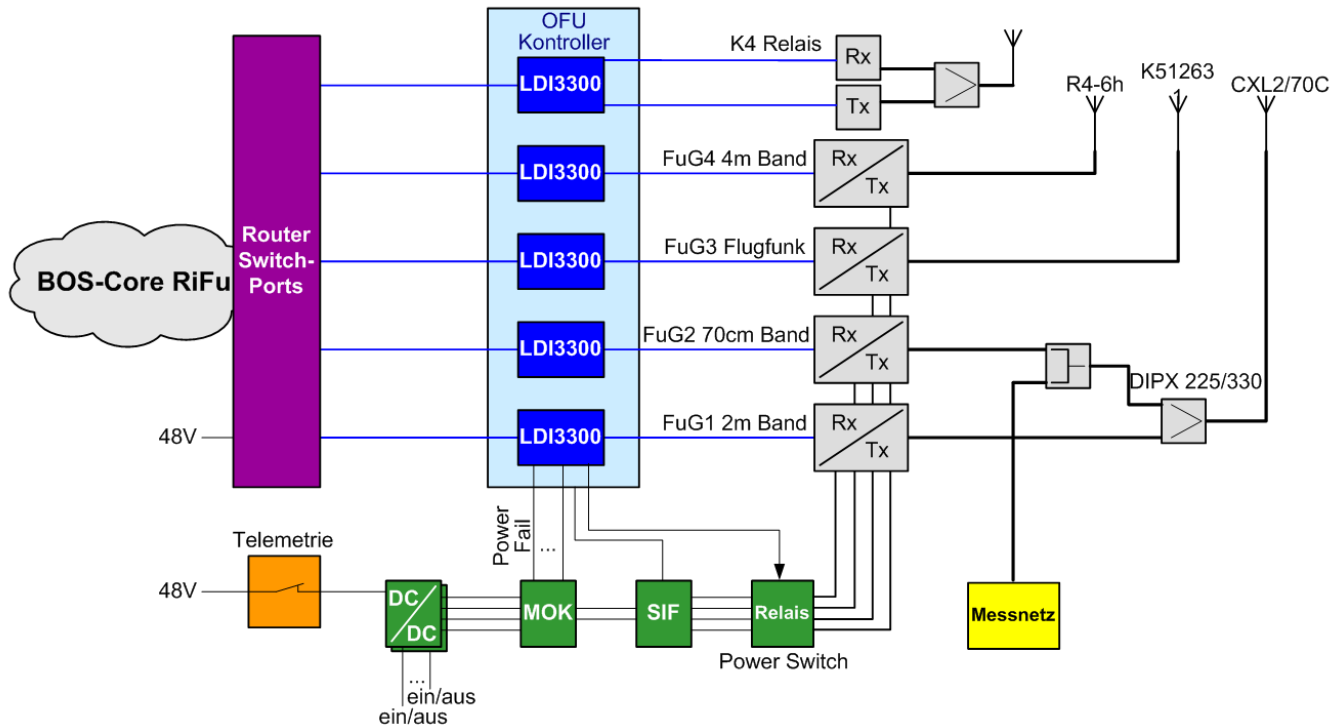 OFU
Kontroller
LDI3300
K4 Relais
Rx
Tx
R4-6h
K51263
1
CXL2/70C
LDI3300
FuG4 4m Band
Rx
Tx
BOS-Core RiFu
Router
Switch-
Ports
LDI3300
FuG3 Flugfunk
Rx
Tx
LDI3300
FuG2 70cm Band
Rx
Tx
DIPX 225/330
48V
LDI3300
FuG1 2m Band
Rx
Tx
Power
Fail
...
Telemetrie
48V
DC
DC
MOK
SIF
Relais
Power Switch
Messnetz
...
ein/aus
ein/aus